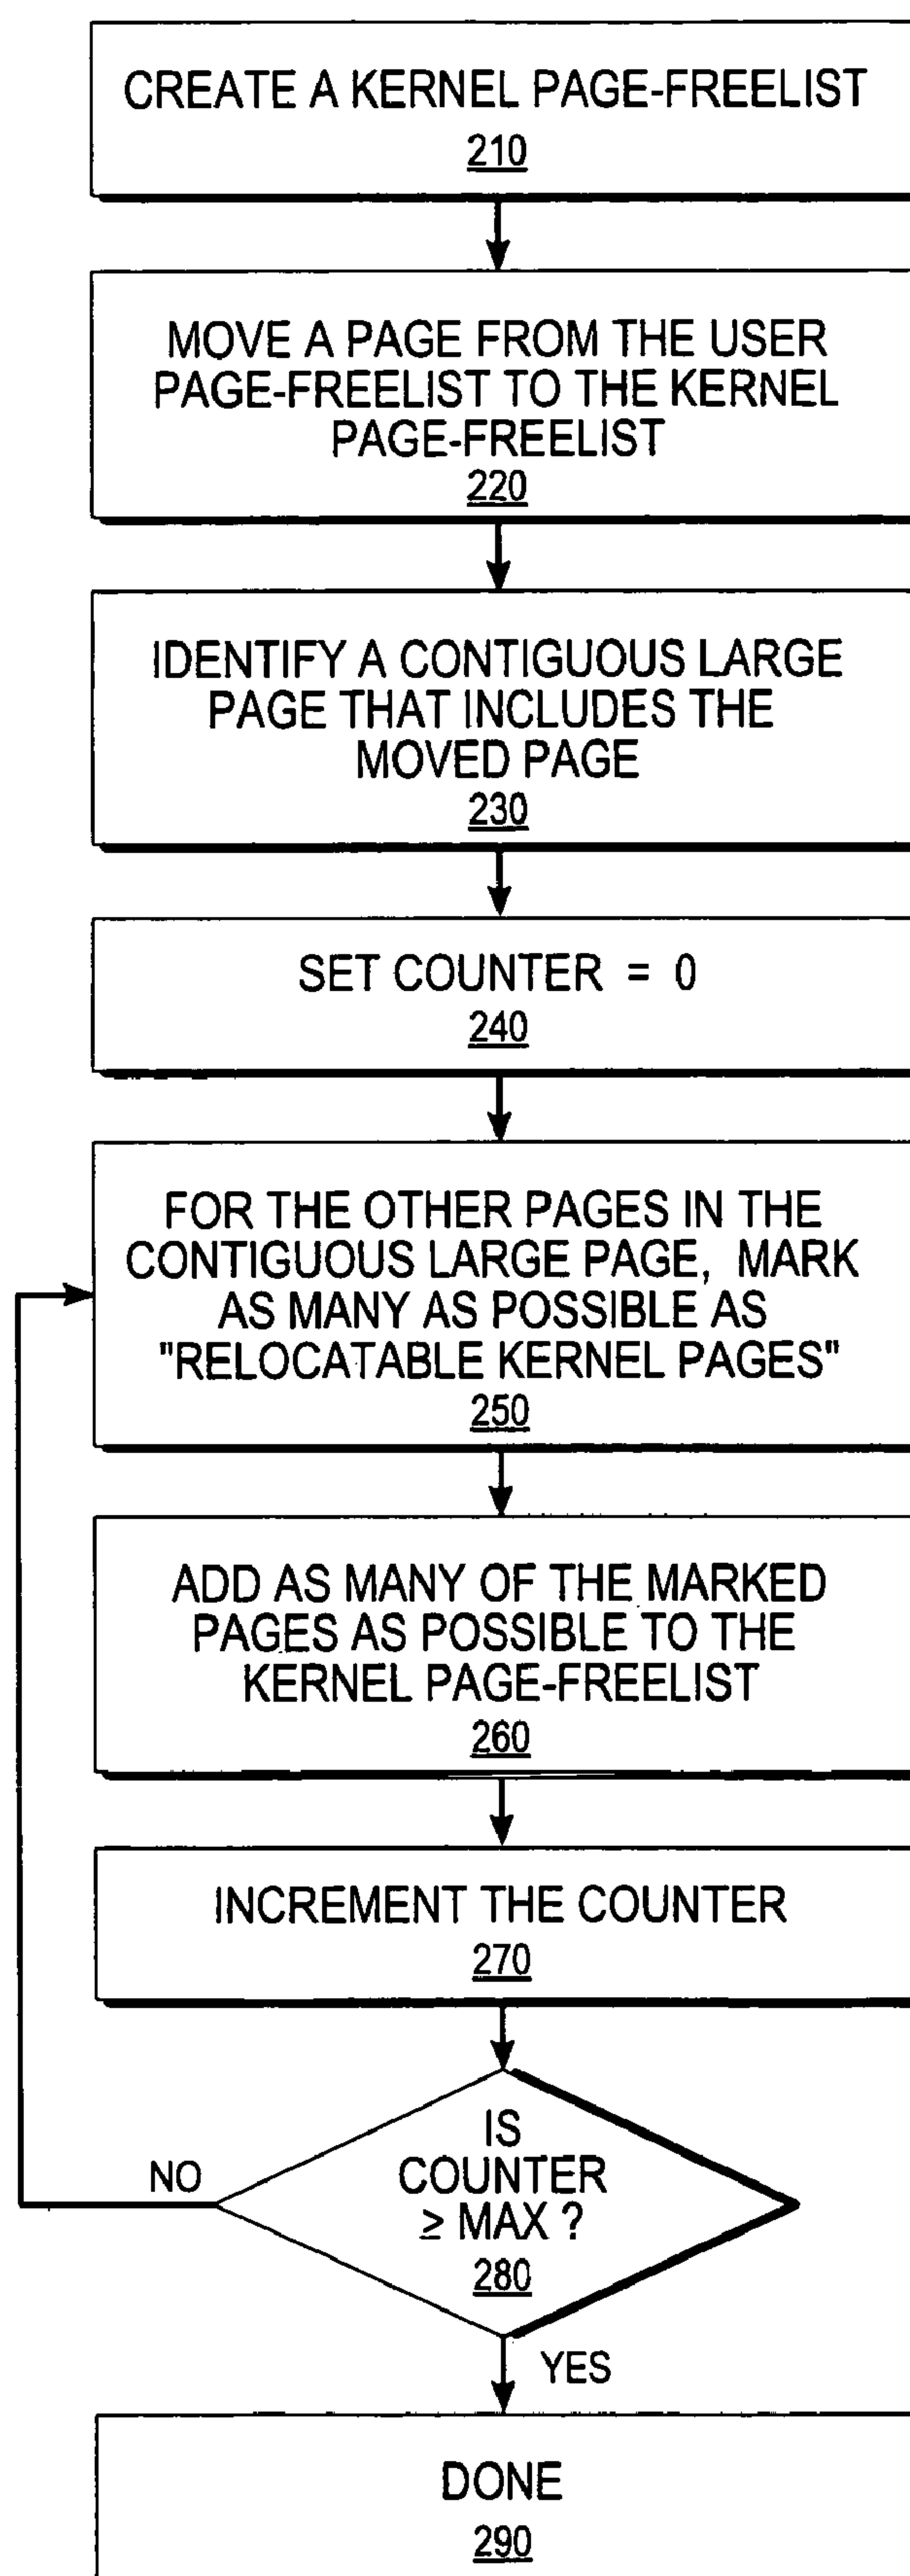 CREATE A KERNEL PAGE-FREELIST
210
MOVE A PAGE FROM THE USER
PAGE-FREELIST TO THE KERNEL
PAGE-FREELIST
220
IDENTIFY A CONTIGUOUS LARGE
PAGE THAT INCLUDES THE
MOVED PAGE
230
SET COUNTER = 0
240
FOR THE OTHER PAGES IN THE
CONTIGUOUS LARGE PAGE, MARK
AS MANY AS POSSIBLE AS
"RELOCATABLE KERNEL PAGES"
250
ADD AS MANY OF THE MARKED
PAGES AS POSSIBLE TO THE
KERNEL PAGE-FREELIST
260
INCREMENT THE COUNTER
270
IS
COUNTER
≥ MAX ?
280
NO
YES
DONE
290